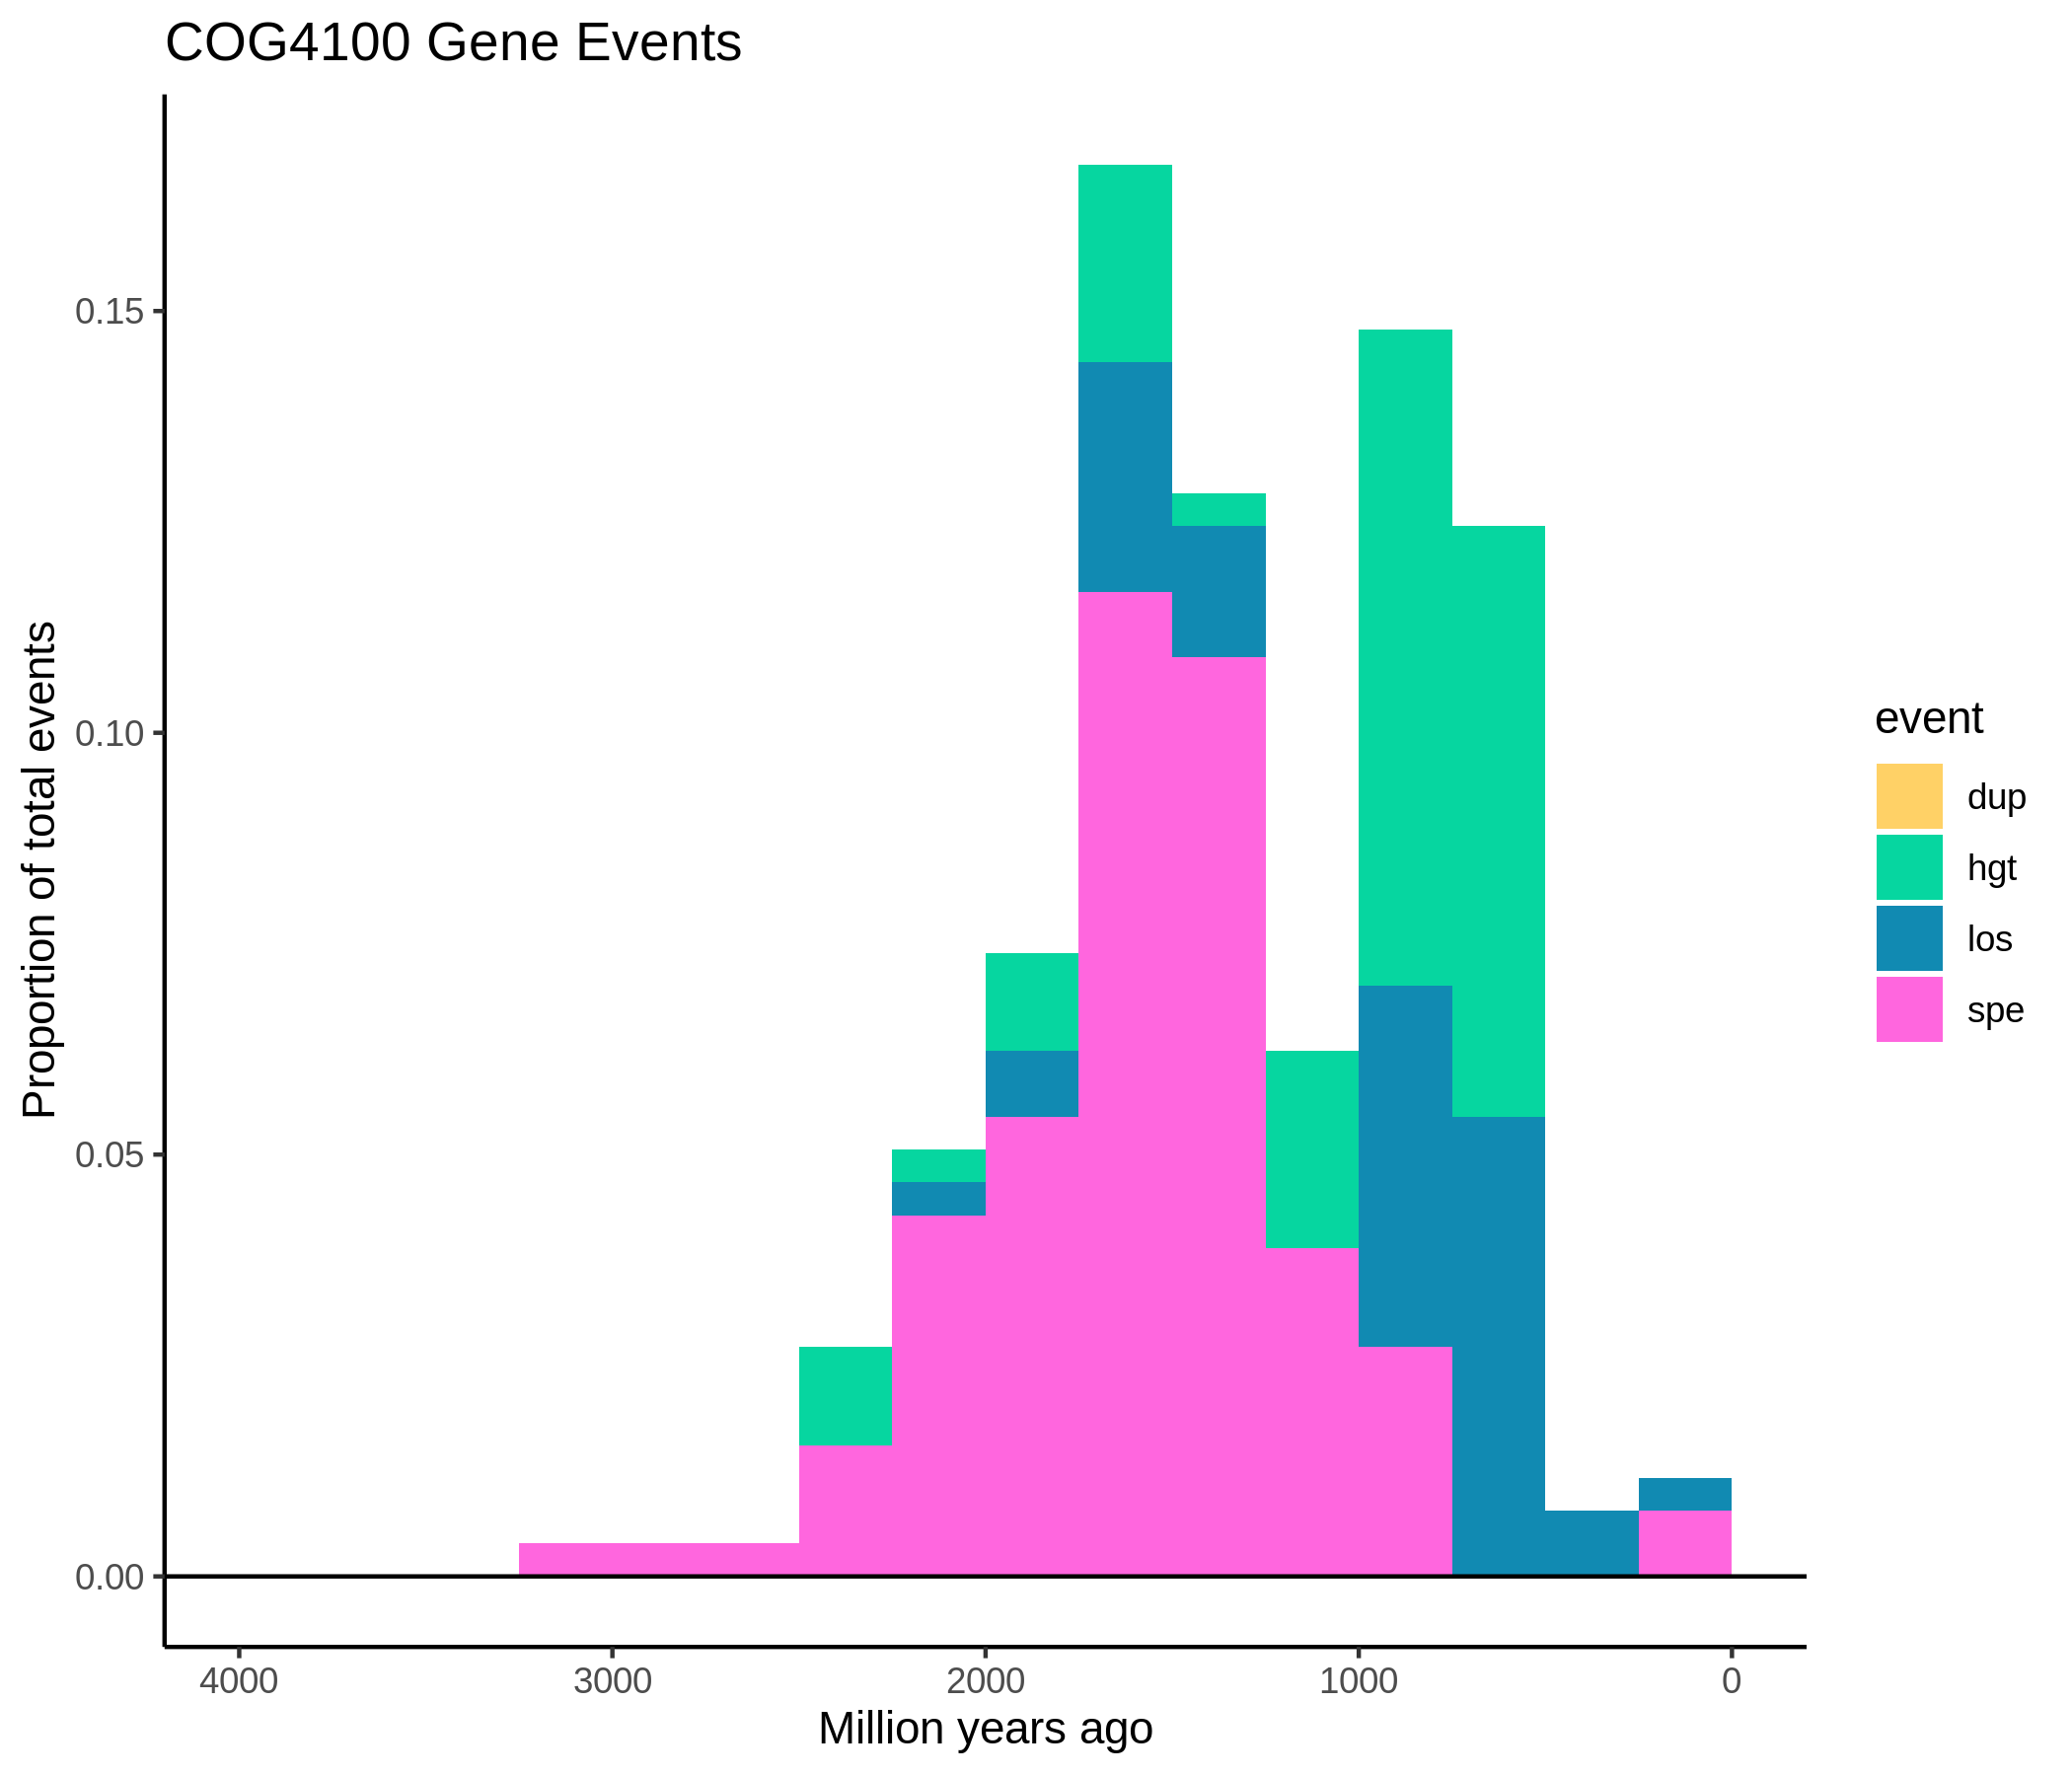 COG4100 Gene Events
Proportion of total events
0.15
0.10
0.05
0.00
4000 3000 2000 1000 0
Million years ago
event
dup
hgt
los
spe